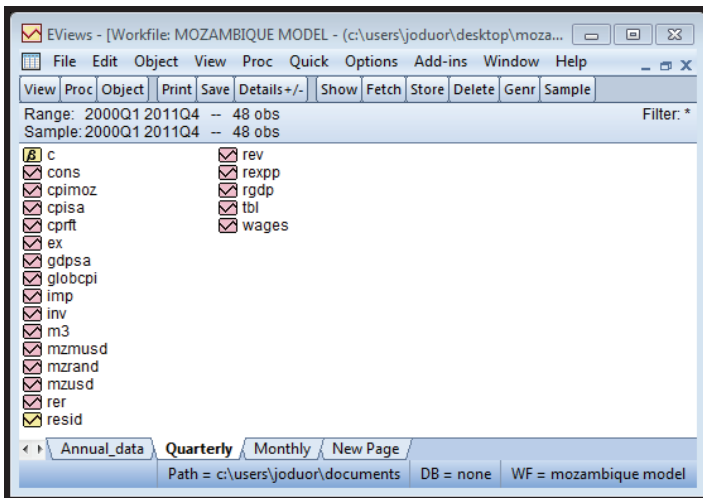 EViews - [Workfile: MOZAMBIQUE MODEL - (c:\users\joduor\desktop\moza...
File Edit Object View Proc Quick Options Add-ins Window Help
View Proc Object Print Save Details+/- Show Fetch Store Delete Genr Sample
Range: 2000Q1 2011Q4 -- 48 obs Filter: *
Sample: 2000Q1 2011Q4 -- 48 obs
β c
cons
cpimoz
cpisa
cprft
ex
gdpsa
globcpi
imp
inv
m3
mzmusd
mzrand
mzusd
rer
resid
rev
rexpp
rgdp
tbl
wages
Annual_data Quarterly Monthly New Page
Path = c:\users\joduor\documents DB = none WF = mozambique model